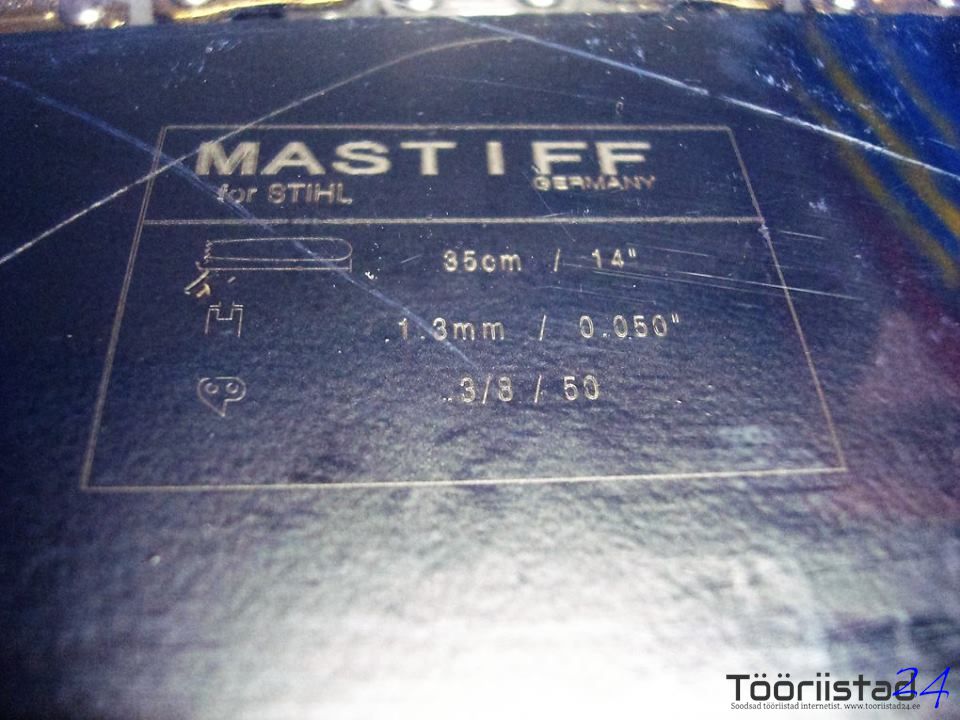 MASTIFF
for STIHL GERMANY
35cm / 14"
1.3mm / 0.050"
3/8 / 50
Tööriistad24
Soodsad tööriistad internetist. www.tooriistad24.ee